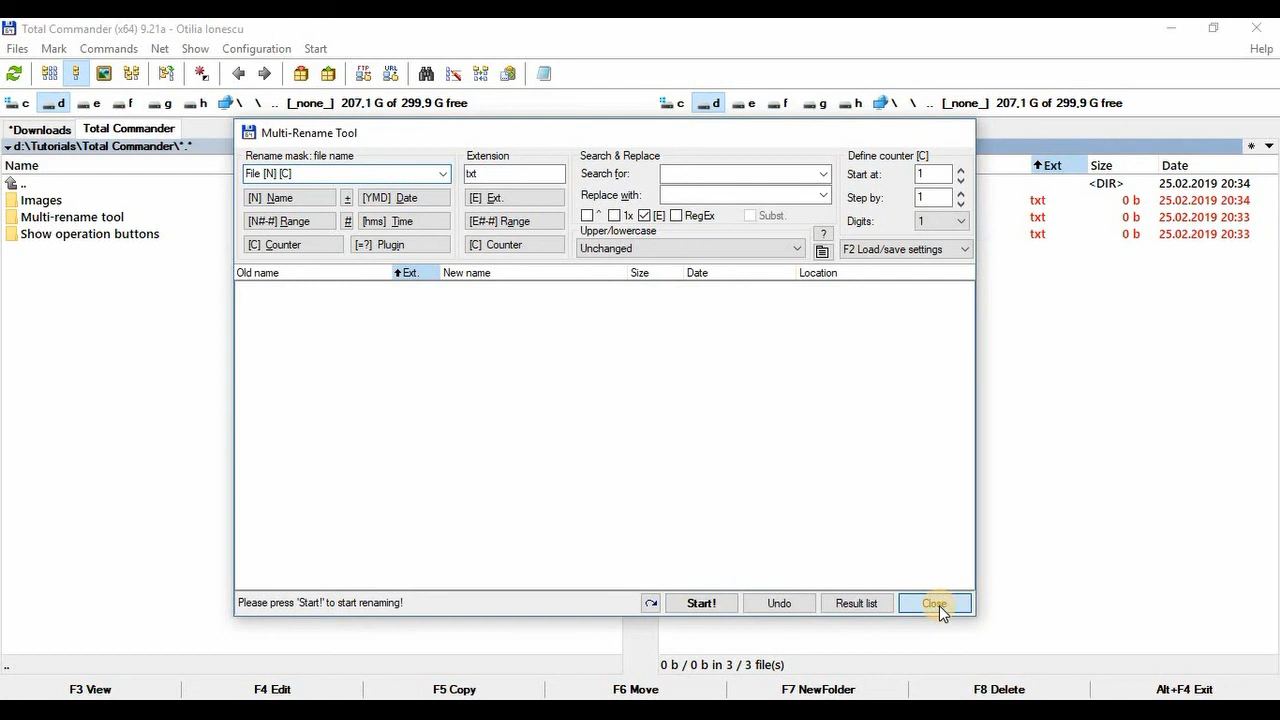 Total Commander (x64) 9.21a - Otilia Ionescu
Files Mark Commands Net Show Configuration Start Help
FTP URL
c d e f g h \ \ .. [_none_] 207,1 G of 299,9 G free
c d e f g h \ \ .. [_none_] 207,1 G of 299,9 G free
*Downloads Total Commander
d:\Tutorials\Total Commander\*.*
* 
Name
..
Images
Multi-rename tool
Show operation buttons
Ext Size Date
<DIR> 25.02.2019 20:34
txt 0 b 25.02.2019 20:34
txt 0 b 25.02.2019 20:33
txt 0 b 25.02.2019 20:33
Multi-Rename Tool
Rename mask: file name Extension Search & Replace Define counter [C]
File [N] [C] txt Search for: Start at: 1
[N] Name + [YMD] Date [E] Ext. Replace with: Step by: 1
[N#-#] Range # [hms] Time [E#-#] Range ^ 1x [E] RegEx Subst. Digits: 1
[C] Counter [=?] Plugin [C] Counter Upper/lowercase ?
Unchanged F2 Load/save settings
Old name Ext. New name Size Date Location
Please press 'Start!' to start renaming! Start! Undo Result list Close
.. 0 b / 0 b in 3 / 3 file(s)
F3 View F4 Edit F5 Copy F6 Move F7 NewFolder F8 Delete Alt+F4 Exit